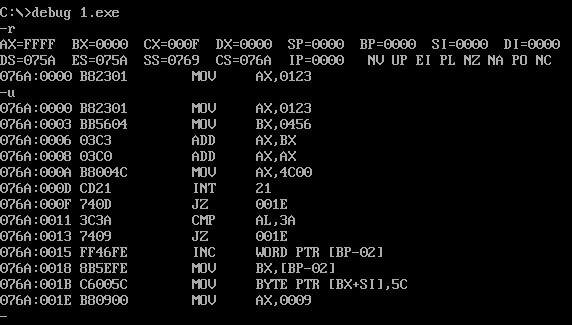 C:\>debug 1.exe
-r
AX=FFFF BX=0000 CX=000F DX=0000 SP=0000 BP=0000 SI=0000 DI=0000
DS=075A ES=075A SS=0769 CS=076A IP=0000 NV UP EI PL NZ NA PO NC
076A:0000 B82301 MOV AX,0123
-u
076A:0000 B82301 MOV AX,0123
076A:0003 BB5604 MOV BX,0456
076A:0006 03C3 ADD AX,BX
076A:0008 03C0 ADD AX,AX
076A:000A B8004C MOV AX,4C00
076A:000D CD21 INT 21
076A:000F 740D JZ 001E
076A:0011 3C3A CMP AL,3A
076A:0013 7409 JZ 001E
076A:0015 FF46FE INC WORD PTR [BP-02]
076A:0018 8B5EFE MOV BX,[BP-02]
076A:001B C6005C MOV BYTE PTR [BX+SI],5C
076A:001E B80900 MOV AX,0009
-